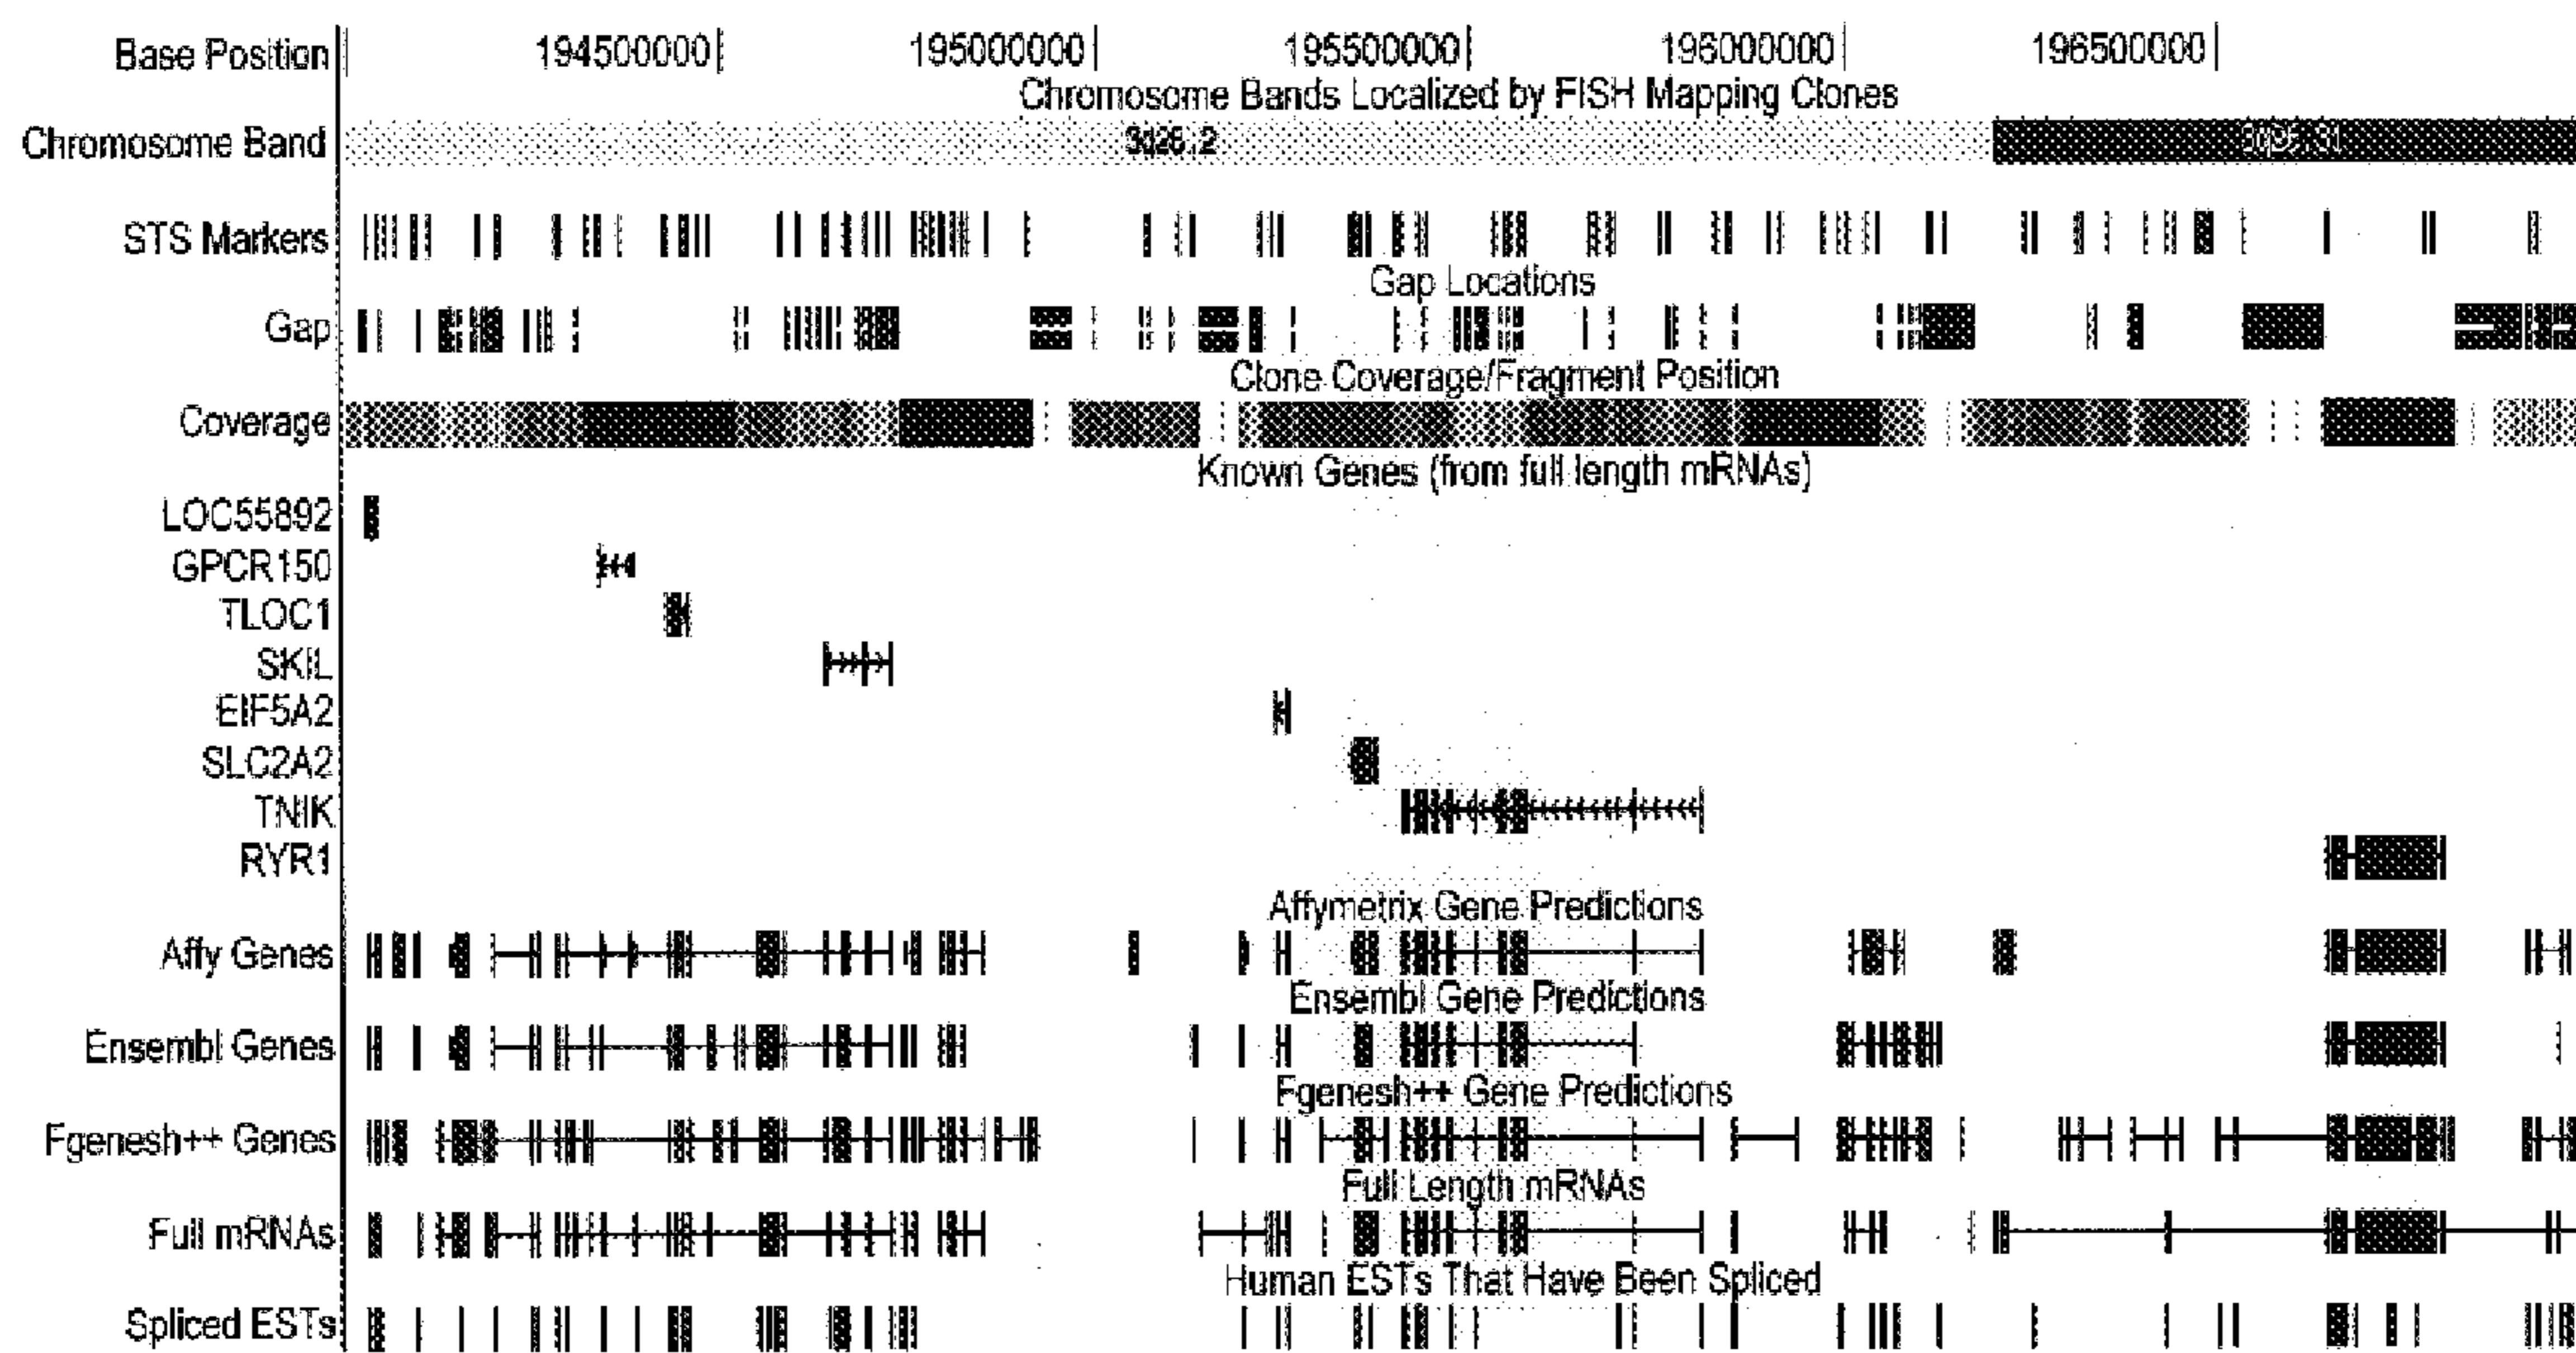 Base Position 194500000 195000000 195500000 196000000 196500000
Chromosome Bands Localized by FISH Mapping Clones
Chromosome Band 3q26.2
STS Markers
Gap Locations
Gap
Clone Coverage/Fragment Position
Coverage
Known Genes (from full length mRNAs)
LOC55892
GPCR150
TLOC1
SKIL
EIF5A2
SLC2A2
TNIK
RYR1
Affymetrix Gene Predictions
Affy Genes
Ensembl Gene Predictions
Ensembl Genes
Fgenesh++ Gene Predictions
Fgenesh++ Genes
Full Length mRNAs
Full mRNAs
Human ESTs That Have Been Spliced
Spliced ESTs